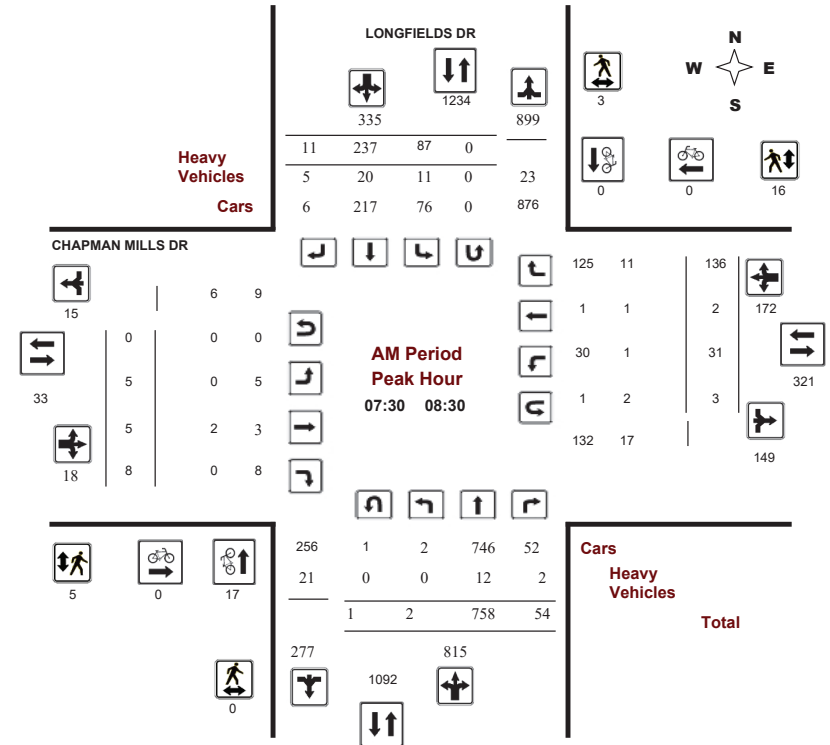 LONGFIELDS DR
N
W E
S
1234
3
335 899
11 237 87 0
Heavy
Vehicles
5 20 11 0 23
Cars
6 217 76 0 876
0 0 16
CHAPMAN MILLS DR
125 11 136
15
6 9
1 1 2 172
0 0 0
AM Period
Peak Hour
07:30 08:30
30 1 31
321
5 0 5
33
1 2 3
5 2 3
132 17
149
18
8 0 8
256 1 2 746 52
Cars
21 0 0 12 2
Heavy
Vehicles
5 0 17
1 2 758 54
Total
277 815
1092
0